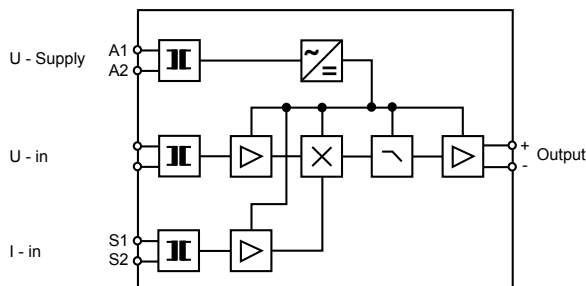 U - Supply
A1
A2
U - in
+
-
Output
I - in
S1
S2